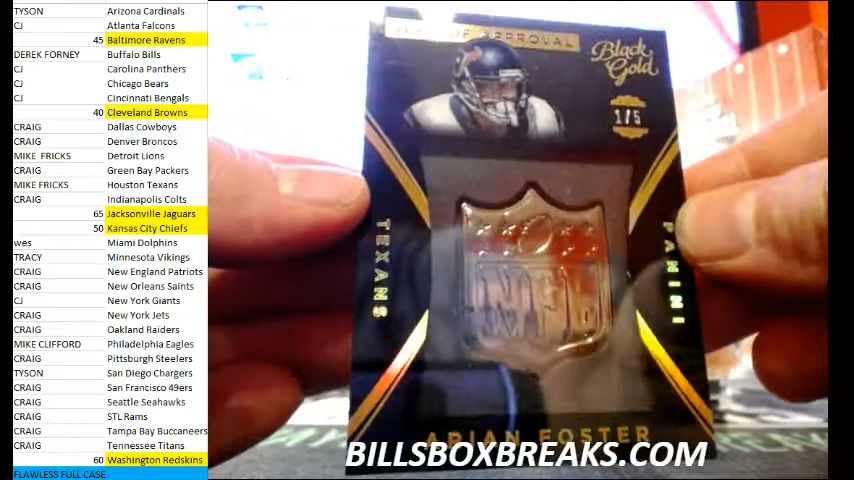 TYSON Arizona Cardinals
CJ Atlanta Falcons
45 Baltimore Ravens
DEREK FORNEY Buffalo Bills
CJ Carolina Panthers
CJ Chicago Bears
CJ Cincinnati Bengals
40 Cleveland Browns
CRAIG Dallas Cowboys
CRAIG Denver Broncos
MIKE FRICKS Detroit Lions
CRAIG Green Bay Packers
MIKE FRICKS Houston Texans
CRAIG Indianapolis Colts
65 Jacksonville Jaguars
50 Kansas City Chiefs
wes Miami Dolphins
TRACY Minnesota Vikings
CRAIG New England Patriots
CRAIG New Orleans Saints
CJ New York Giants
CRAIG New York Jets
CRAIG Oakland Raiders
MIKE CLIFFORD Philadelphia Eagles
CRAIG Pittsburgh Steelers
TYSON San Diego Chargers
CRAIG San Francisco 49ers
CRAIG Seattle Seahawks
CRAIG STL Rams
CRAIG Tampa Bay Buccaneers
CRAIG Tennessee Titans
60 Washington Redskins
FLAWLESS FULL CASE
OF APPROVAL
Black
Gold
1/5
TEXANS
NFL
PANINI
ARIAN FOSTER
BILLSBOXBREAKS.COM